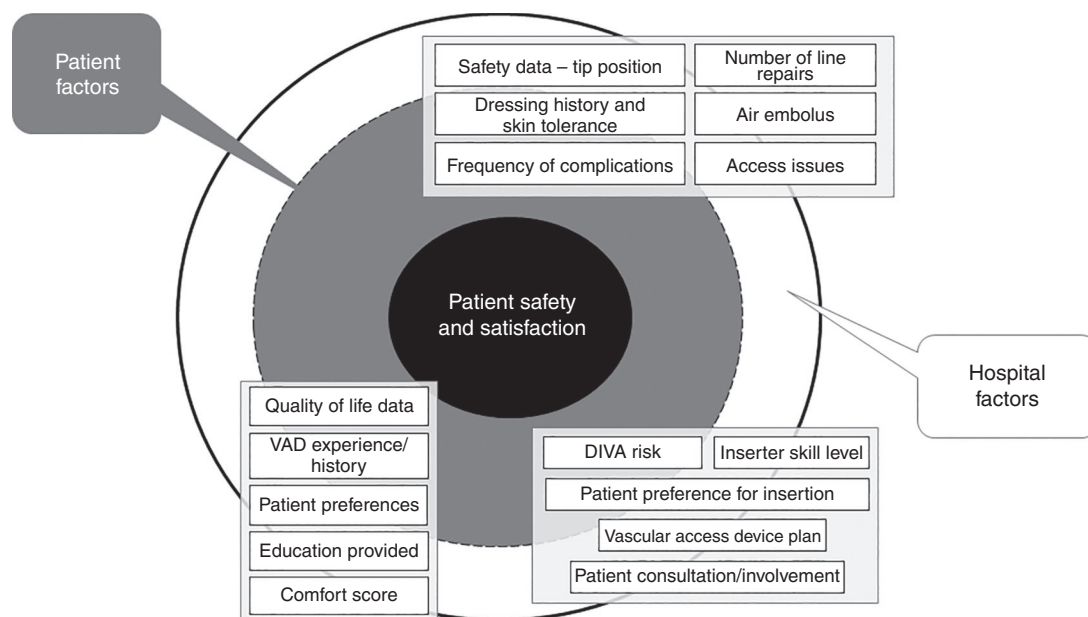 Patient
factors
Safety data – tip position
Number of line
repairs
Dressing history and
skin tolerance
Air embolus
Frequency of complications
Access issues
Patient safety
and satisfaction
Hospital
factors
Quality of life data
VAD experience/
history
Patient preferences
Education provided
Comfort score
DIVA risk
Inserter skill level
Patient preference for insertion
Vascular access device plan
Patient consultation/involvement